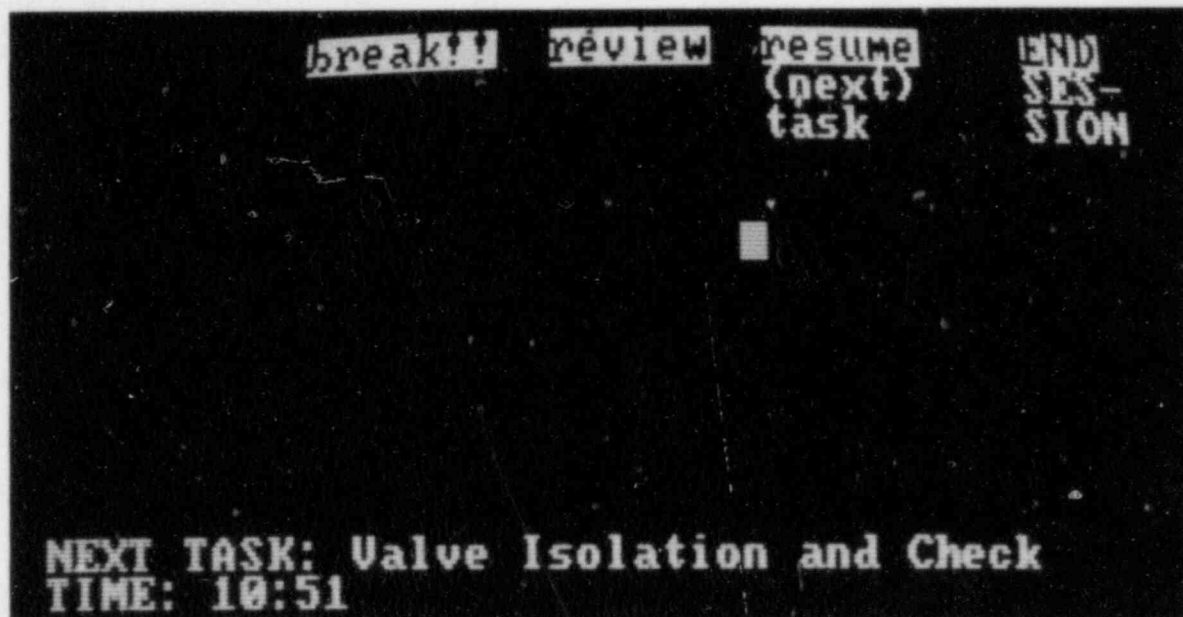 break!! review resume END
(next) SES-
task SION
NEXT TASK: Valve Isolation and Check
TIME: 10:51